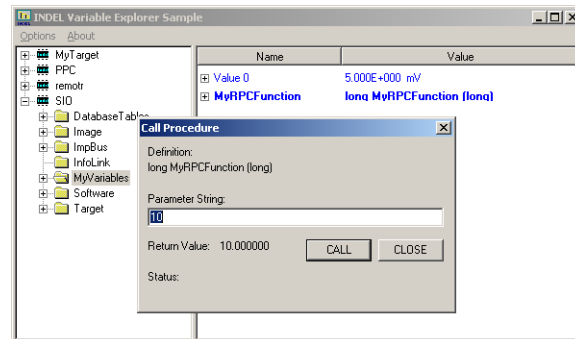 INDEL Variable Explorer Sample
Options About
MyTarget
PPC
remotr
SIO
DatabaseTables
Image
ImpBus
InfoLink
MyVariables
Software
Target
Name Value
Value 0 5.000E+000 mV
MyRPCFunction long MyRPCFunction (long)
Call Procedure
Definition:
long MyRPCFunction (long)
Parameter String:
10
Return Value: 10.000000
CALL CLOSE
Status: